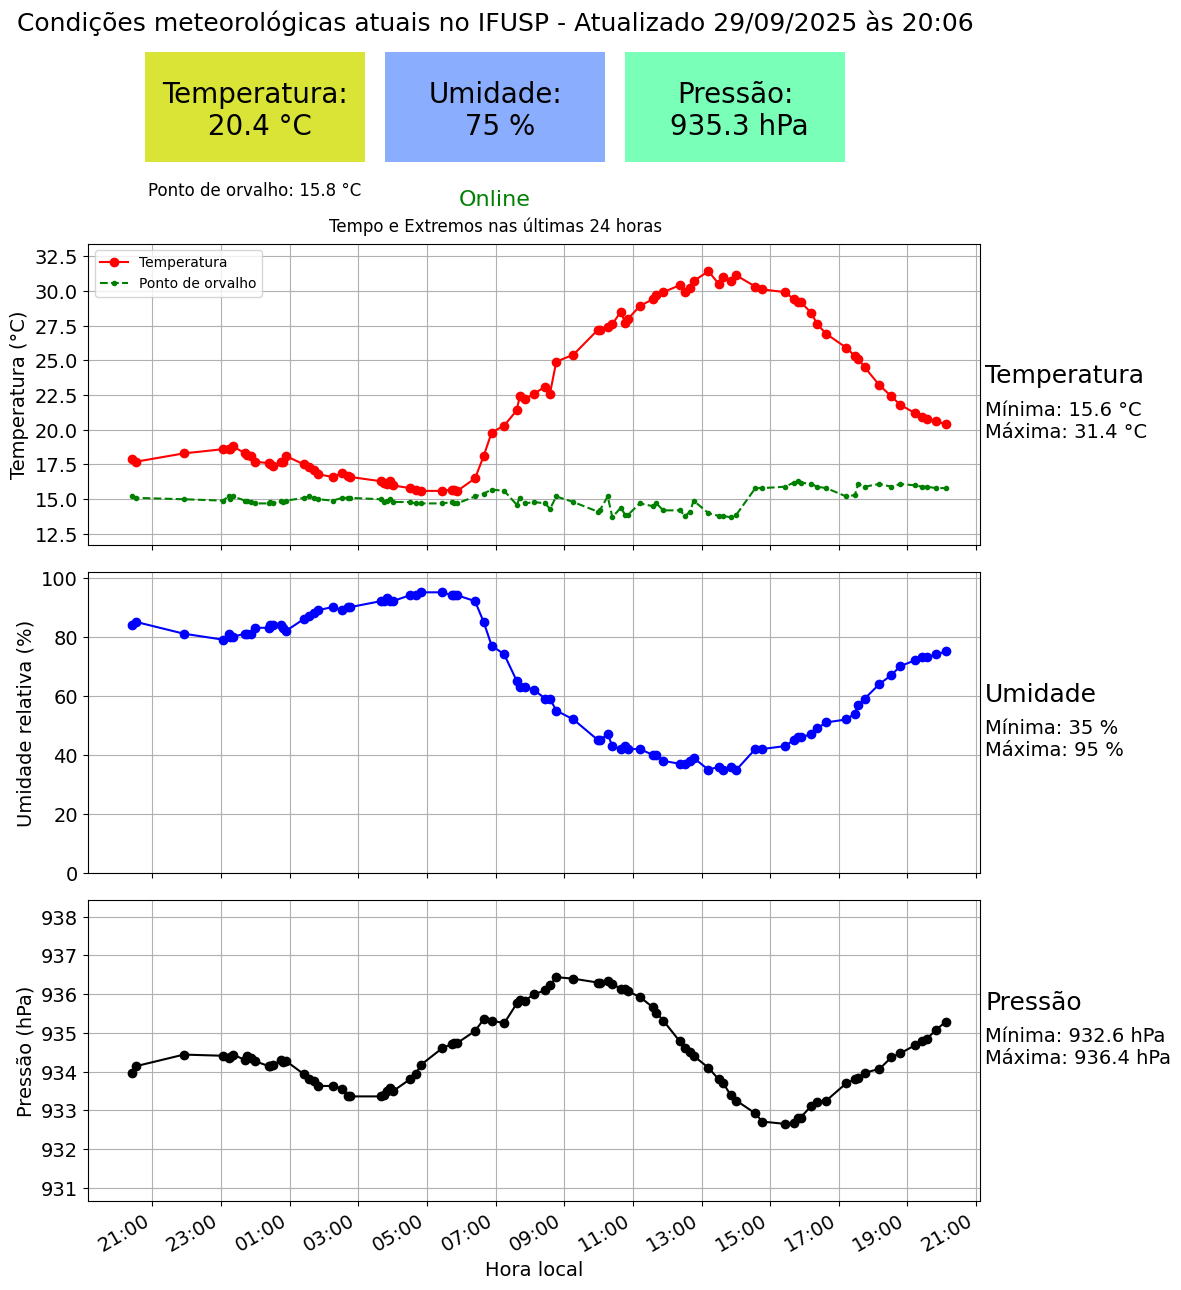 Condições meteorológicas atuais no IFUSP - Atualizado 29/09/2025 às 20:06
Temperatura:
20.4 °C
Umidade:
75 %
Pressão:
935.3 hPa
Ponto de orvalho: 15.8 °C
Online
Tempo e Extremos nas últimas 24 horas
Temperatura (°C)
32.5
30.0
27.5
25.0
22.5
20.0
17.5
15.0
12.5
Temperatura
Ponto de orvalho
Temperatura
Mínima: 15.6 °C
Máxima: 31.4 °C
Umidade relativa (%)
100
80
60
40
20
0
Umidade
Mínima: 35 %
Máxima: 95 %
Pressão (hPa)
938
937
936
935
934
933
932
931
Pressão
Mínima: 932.6 hPa
Máxima: 936.4 hPa
21:00 23:00 01:00 03:00 05:00 07:00 09:00 11:00 13:00 15:00 17:00 19:00 21:00
Hora local